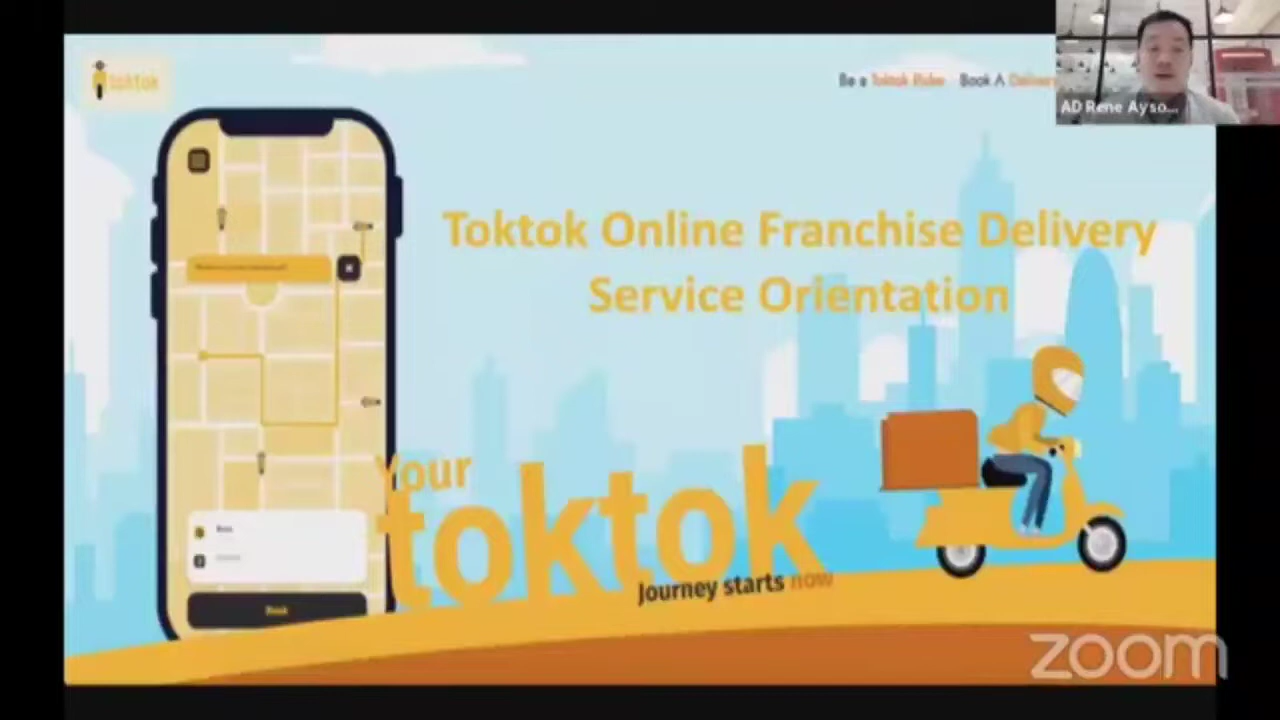 toktok
Be a Toktok Rider Book A Delivery
AD Rene Ayso...
Toktok Online Franchise Delivery
Service Orientation
Your
toktok
Journey starts now
Book
zoom